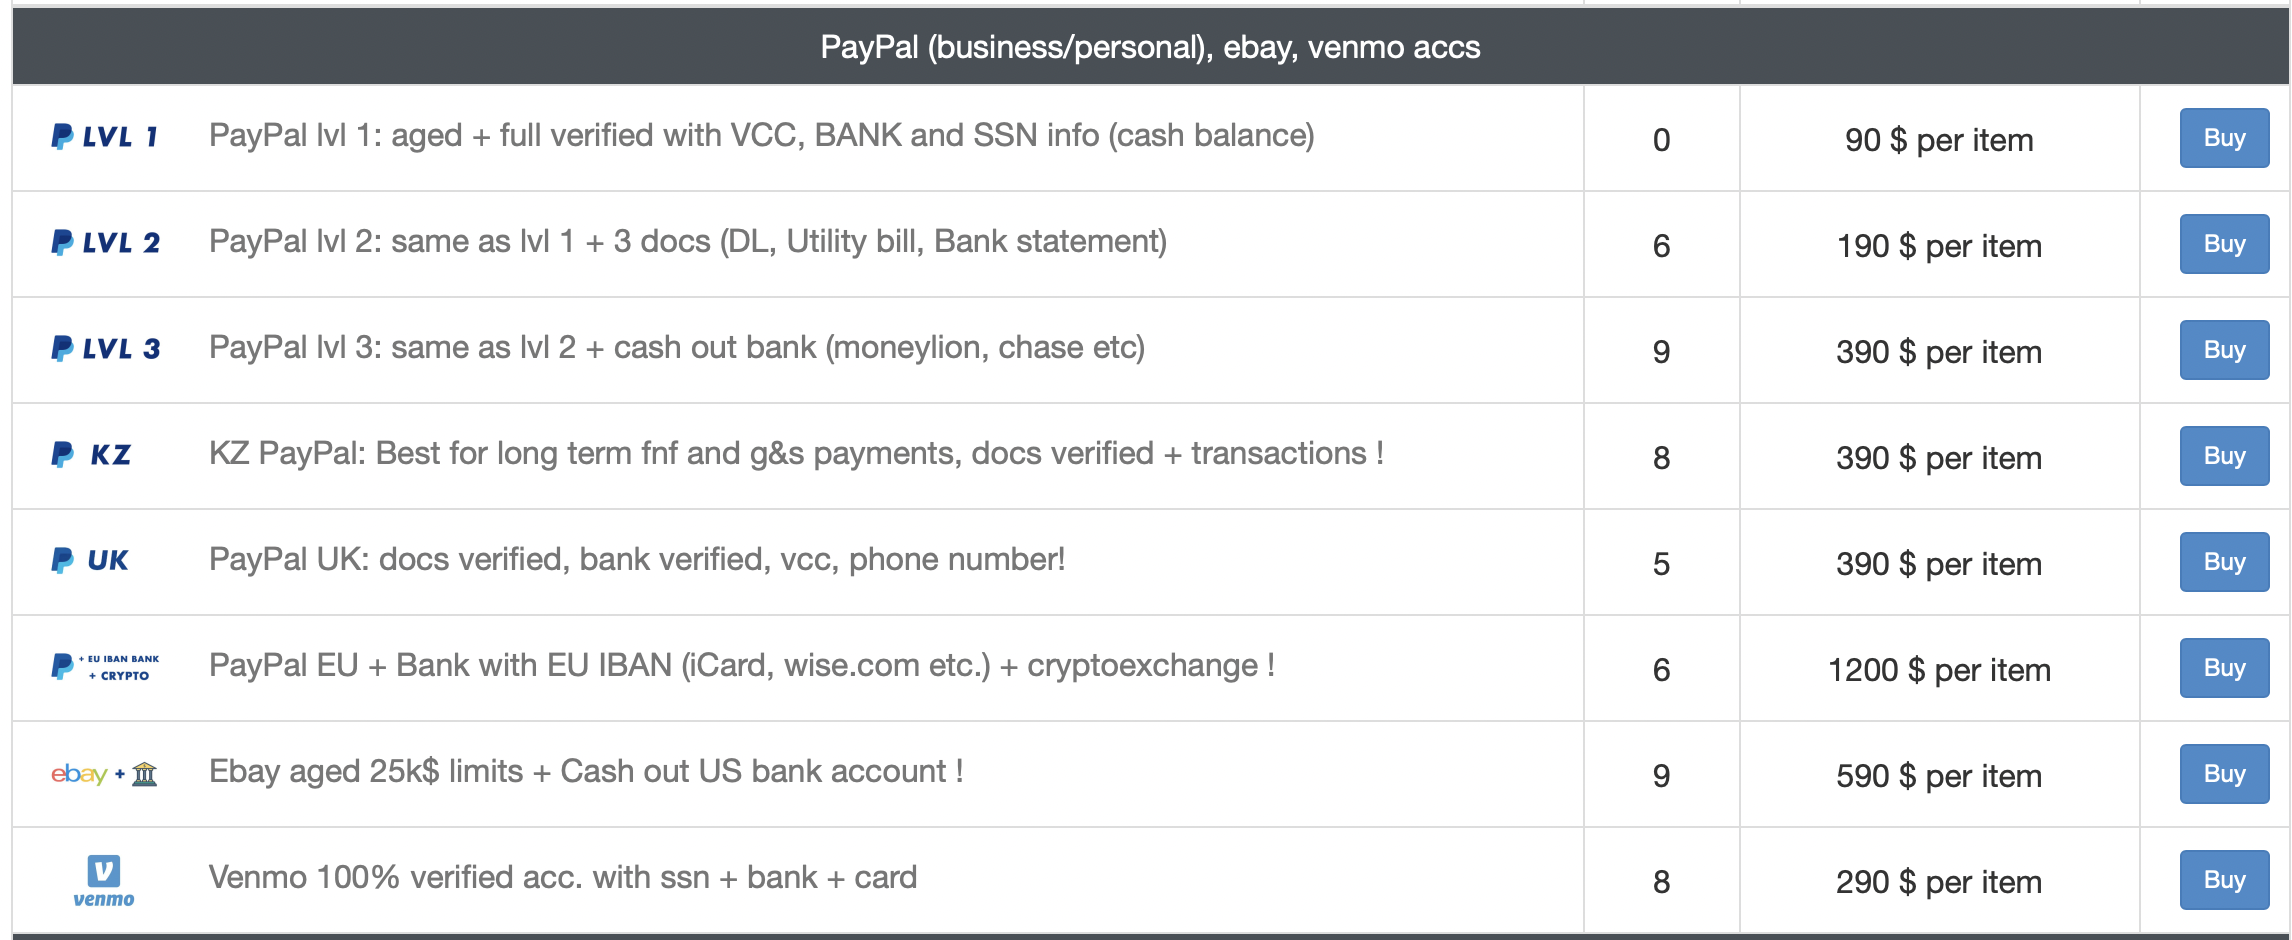 PayPal (business/personal), ebay, venmo accs
LVL 1 PayPal lvl 1: aged + full verified with VCC, BANK and SSN info (cash balance) 0 90 $ per item Buy
LVL 2 PayPal lvl 2: same as lvl 1 + 3 docs (DL, Utility bill, Bank statement) 6 190 $ per item Buy
LVL 3 PayPal lvl 3: same as lvl 2 + cash out bank (moneylion, chase etc) 9 390 $ per item Buy
KZ KZ PayPal: Best for long term fnf and g&s payments, docs verified + transactions ! 8 390 $ per item Buy
UK PayPal UK: docs verified, bank verified, vcc, phone number! 5 390 $ per item Buy
+ EU IBAN BANK
+ CRYPTO
PayPal EU + Bank with EU IBAN (iCard, wise.com etc.) + cryptoexchange ! 6 1200 $ per item Buy
ebay + Ebay aged 25k$ limits + Cash out US bank account ! 9 590 $ per item Buy
venmo Venmo 100% verified acc. with ssn + bank + card 8 290 $ per item Buy